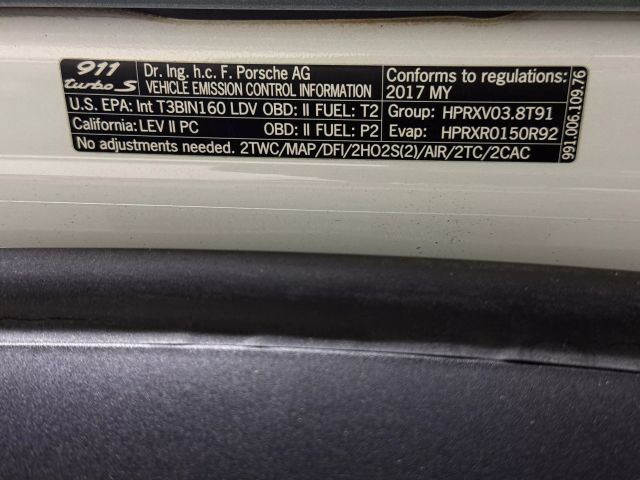 911 turbo S
Dr. Ing. h.c. F. Porsche AG
VEHICLE EMISSION CONTROL INFORMATION
Conforms to regulations:
2017 MY
U.S. EPA: Int T3BIN160 LDV OBD: II FUEL: T2
Group: HPRXV03.8T91
California: LEV II PC OBD: II FUEL: P2
Evap: HPRXR0150R92
No adjustments needed. 2TWC/MAP/DFI/2HO2S(2)/AIR/2TC/2CAC
991.006.109.76